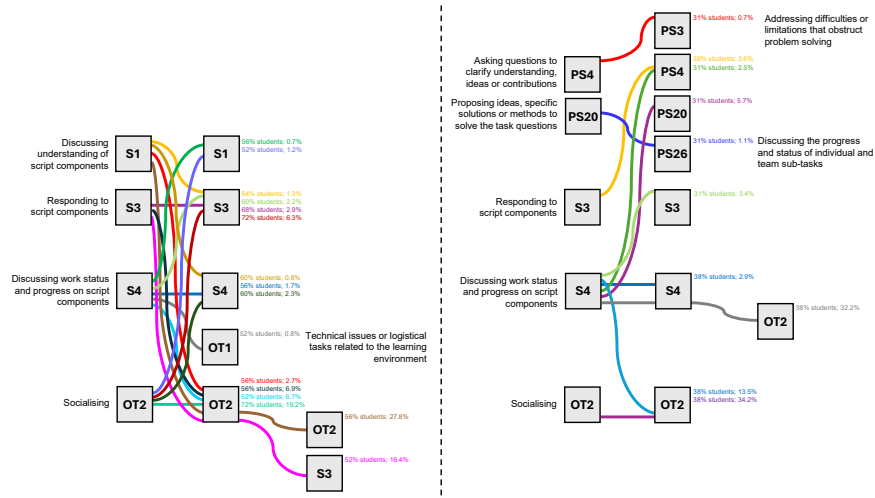 Discussing
understanding of
script components
S1
S1
56% students; 0.7%
52% students; 1.2%
Responding to
script components
S3
S3
64% students; 1.3%
60% students; 2.2%
68% students; 2.9%
72% students; 6.3%
Discussing work status
and progress on script
components
S4
S4
60% students; 0.8%
56% students; 1.7%
60% students; 2.3%
OT1
52% students; 0.8%
Technical issues or logistical
tasks related to the learning
environment
Socialising
OT2
OT2
56% students; 2.7%
56% students; 6.9%
52% students; 6.7%
72% students; 19.2%
OT2
56% students; 27.8%
S3
52% students; 16.4%
PS3
31% students; 0.7%
Addressing difficulties or
limitations that obstruct
problem solving
Asking questions to
clarify understanding,
ideas or contributions
PS4
PS4
38% students; 3.6%
31% students; 2.5%
Proposing ideas, specific
solutions or methods to
solve the task questions
PS20
PS20
31% students; 5.7%
PS26
31% students; 1.1%
Discussing the progress
and status of individual and
team sub-tasks
Responding to
script components
S3
S3
31% students; 3.4%
Discussing work status
and progress on script
components
S4
S4
38% students; 2.9%
OT2
38% students; 32.2%
Socialising
OT2
OT2
38% students; 13.5%
38% students; 34.2%